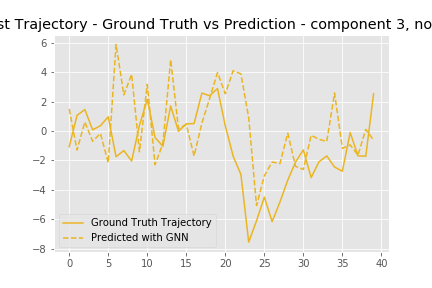 st Trajectory - Ground Truth vs Prediction - component 3, no
6
4
2
0
−2
−4
−6
−8
Ground Truth Trajectory
Predicted with GNN
0 5 10 15 20 25 30 35 40